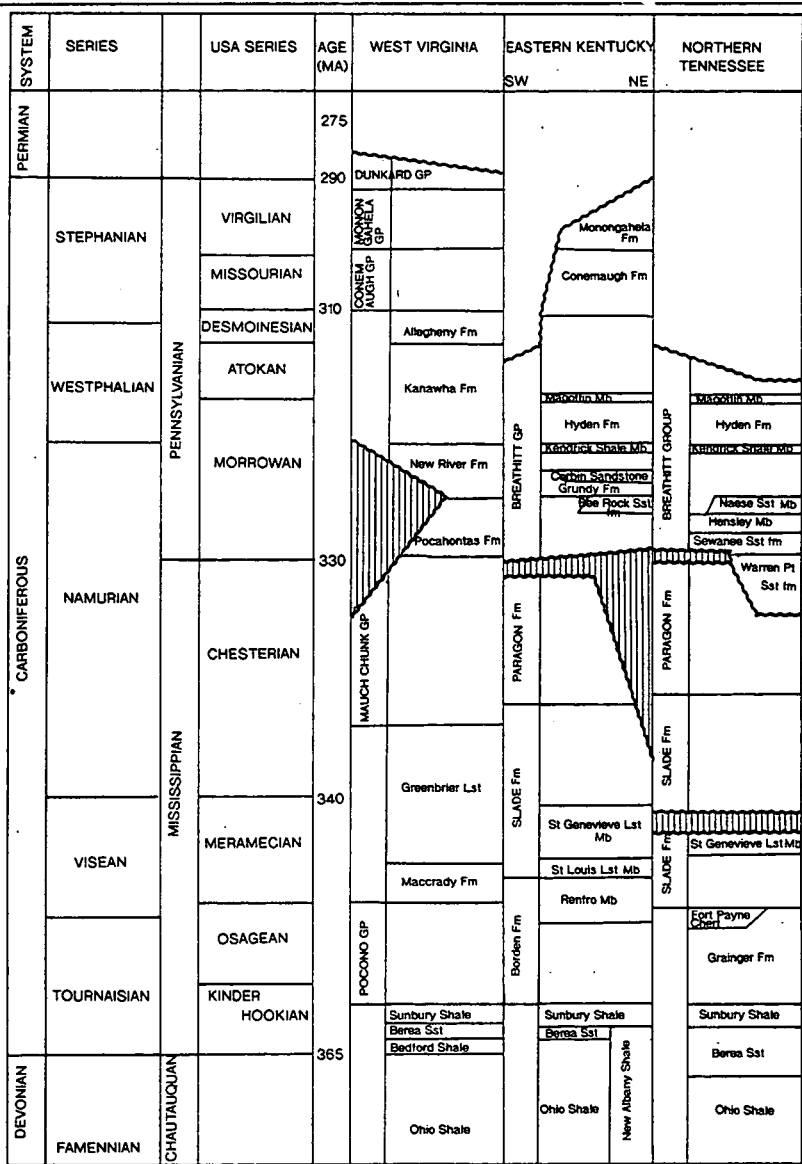 SYSTEM
SERIES
USA SERIES
AGE
(MA)
WEST VIRGINIA
EASTERN KENTUCKY
SW NE
NORTHERN
TENNESSEE
PERMIAN
CARBONIFEROUS
DEVONIAN
STEPHANIAN
WESTPHALIAN
NAMURIAN
VISEAN
TOURNAISIAN
FAMENNIAN
PENNSYLVANIAN
MISSISSIPPIAN
CHAUTAUQUAN
VIRGILIAN
MISSOURIAN
DESMOINESIAN
ATOKAN
MORROWAN
CHESTERIAN
MERAMECIAN
OSAGEAN
KINDER
HOOKIAN
275
290
310
330
340
365
DUNKARD GP
MONON
GAHELA
GP
CONEM
AUGH GP
Allegheny Fm
Kanawha Fm
New River Fm
Pocahontas Fm
MAUCH CHUNK GP
Greenbrier Lst
Maccrady Fm
POCONO GP
Sunbury Shale
Berea Sst
Bedford Shale
Ohio Shale
Monongahela
Fm
Conemaugh Fm
BREATHITT GP
Magoffin Mb
Hyden Fm
Kendrick Shale Mb
Corbin Sandstone
Grundy Fm
Bee Rock Sst
fm
PARAGON Fm
SLADE Fm
St Genevieve Lst
Mb
St Louis Lst Mb
Renfro Mb
Borden Fm
Sunbury Shale
Berea Sst
Ohio Shale
New Albany Shale
BREATHITT GROUP
Magoffin Mb
Hyden Fm
Kendrick Shale Mb
Naese Sst Mb
Hensley Mb
Sewanee Sst fm
Warren Pt
Sst fm
PARAGON Fm
SLADE Fm
SLADE Fm
St Genevieve Lst Mb
Fort Payne
Chert
Grainger Fm
Sunbury Shale
Berea Sst
Ohio Shale